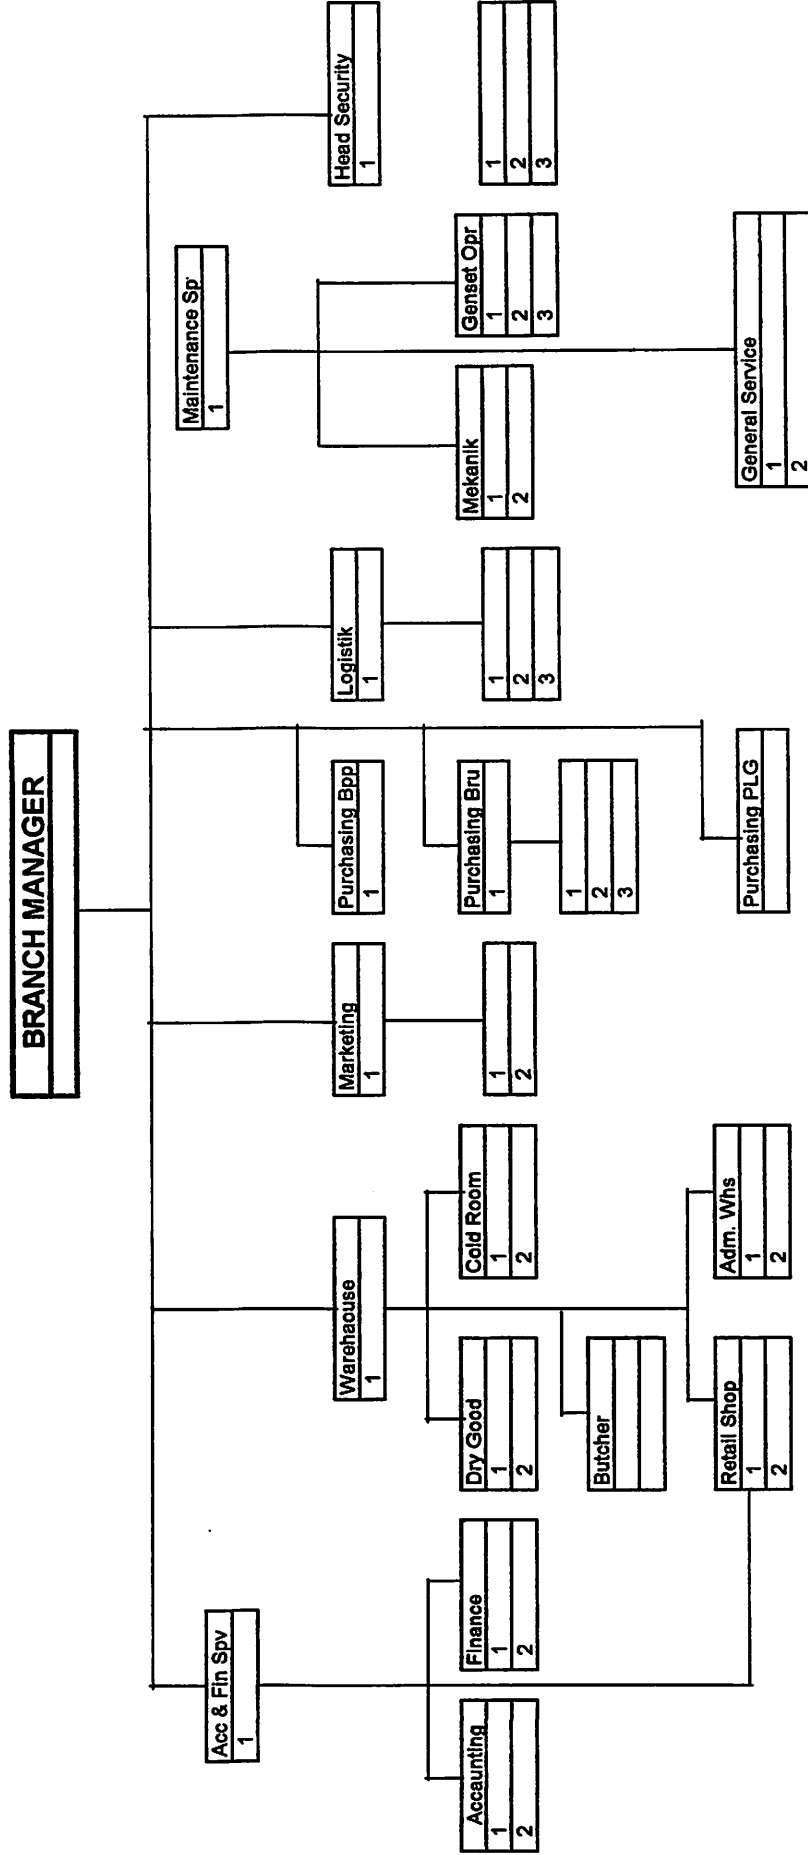 BRANCH MANAGER
Acc & Fin Spv
1
Accaunting
1
2
Finance
1
2
Warehaouse
1
Dry Good
1
2
Cold Room
1
2
Butcher
Retail Shop
1
2
Adm. Whs
1
2
Marketing
1
1
2
Purchasing Bpp
1
Purchasing Bru
1
1
2
3
Purchasing PLG
Logistik
1
1
2
3
Maintenance Sp
1
Mekanik
1
2
Genset Opr
1
2
3
General Service
1
2
Head Security
1
1
2
3